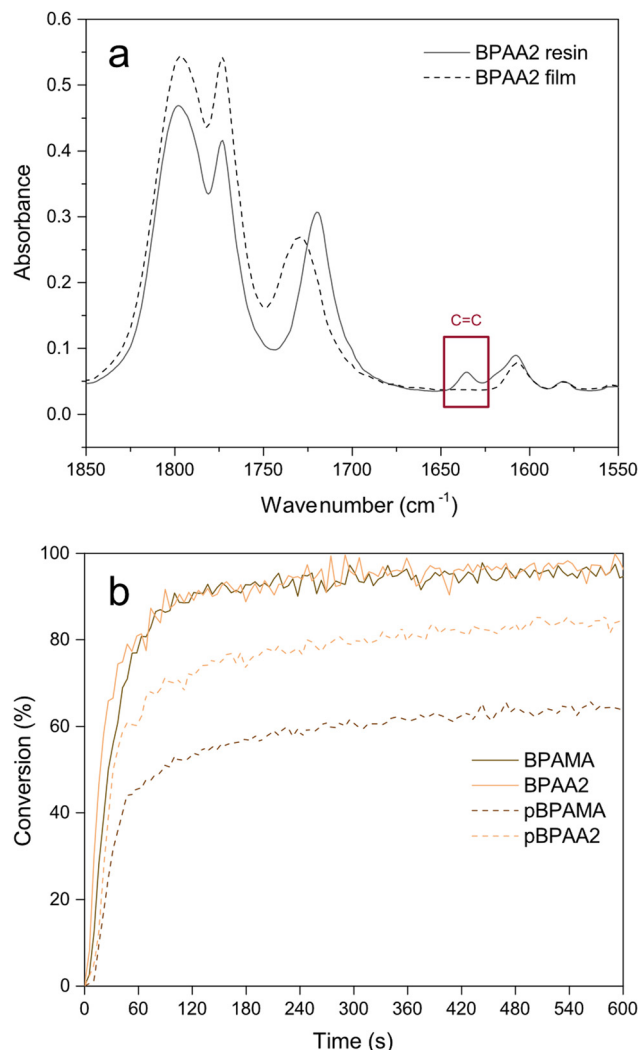 a
BPAA2 resin
BPAA2 film
C=C
Absorbance
0.6
0.5
0.4
0.3
0.2
0.1
0.0
1850 1800 1750 1700 1650 1600 1550
Wavenumber (cm⁻¹)
b
BPAMA
BPAA2
pBPAMA
pBPAA2
Conversion (%)
100
80
60
40
20
0
0 60 120 180 240 300 360 420 480 540 600
Time (s)